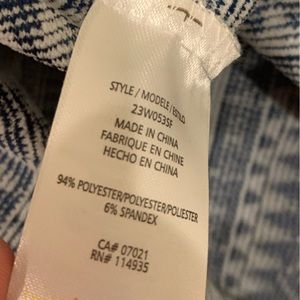 STYLE / MODELE / ESTILO
23W053SF
MADE IN CHINA
FABRIQUE EN CHINE
HECHO EN CHINA
94% POLYESTER/POLYESTER/POLIESTER
6% SPANDEX
CA# 07021
RN# 114935